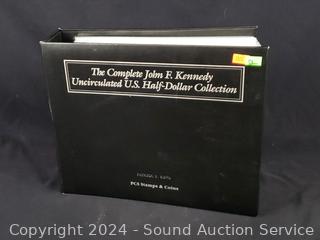 The Complete John F. Kennedy
Uncirculated U.S. Half-Dollar Collection
PCS Stamps & Coins
Copyright © 2024 - Sound Auction Service